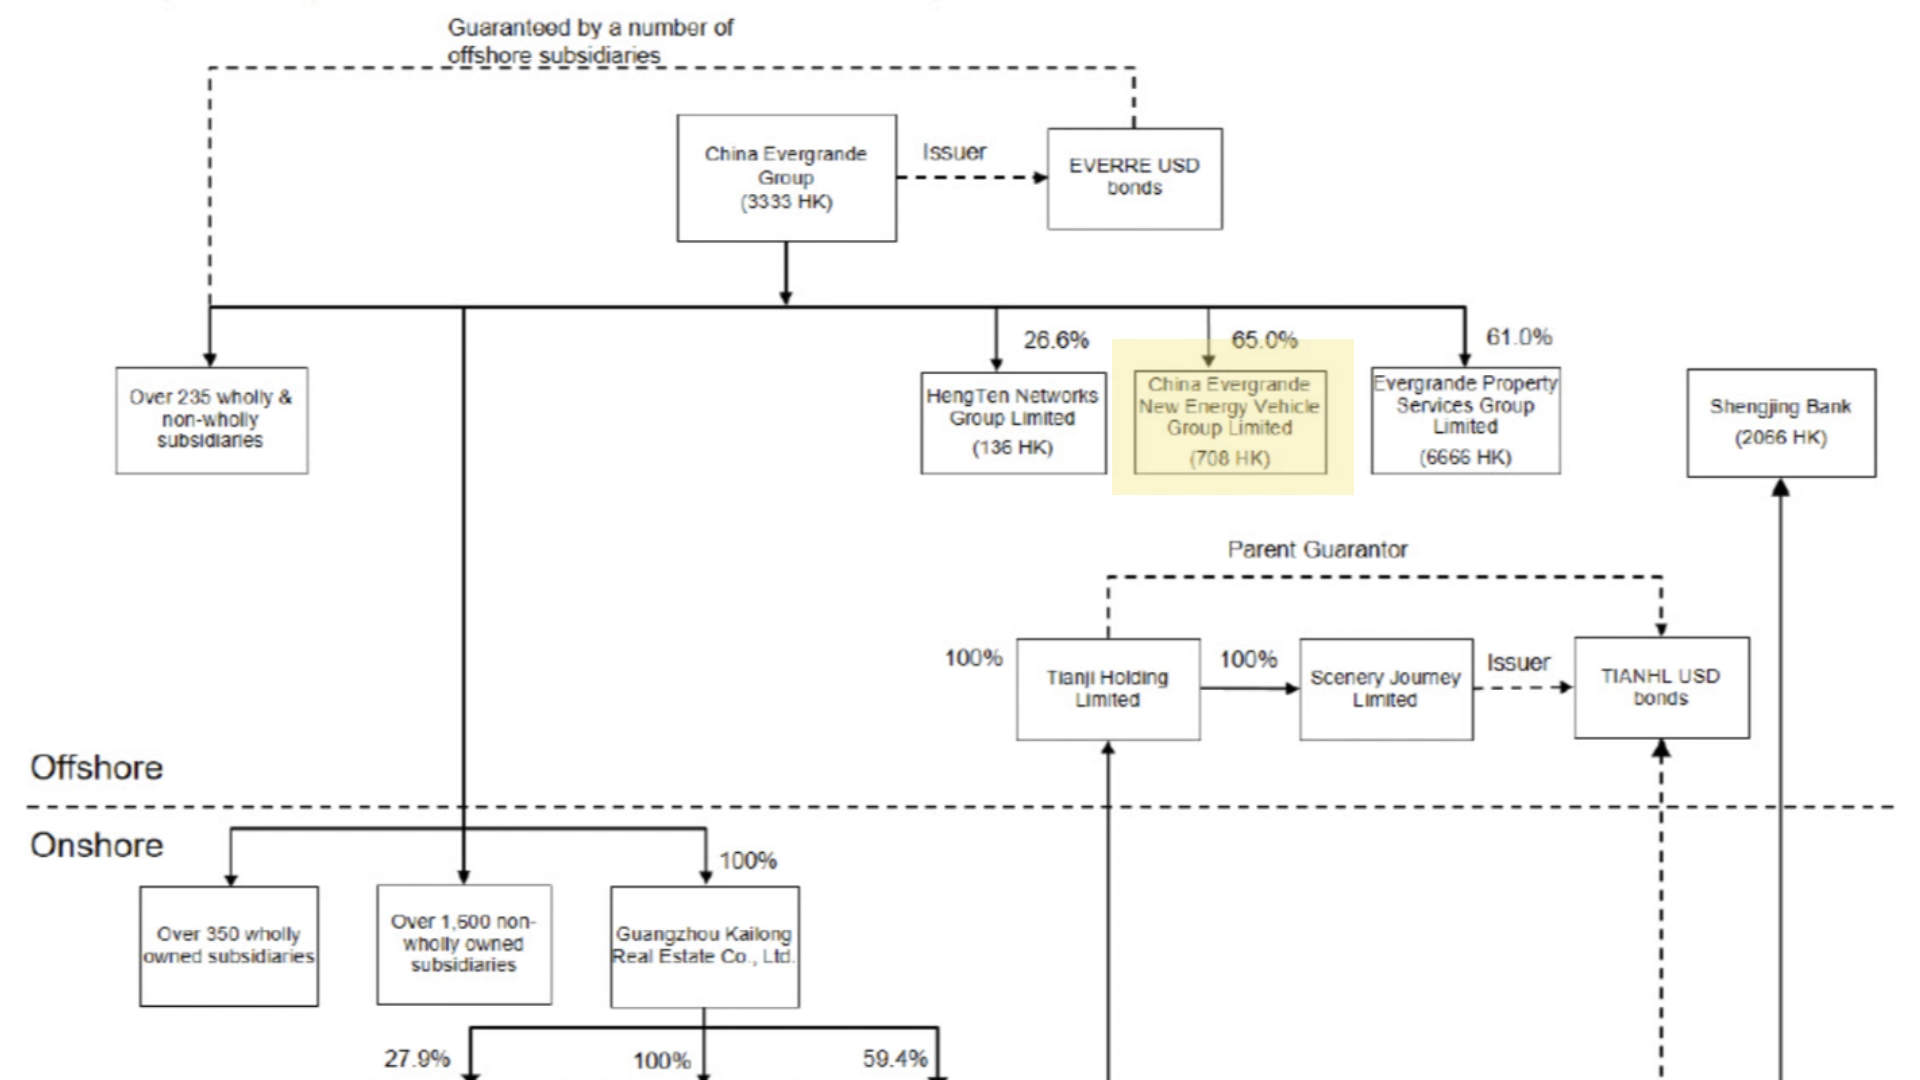 Guaranteed by a number of
offshore subsidiaries
China Evergrande
Group
(3333 HK)
Issuer
EVERRE USD
bonds
26.6%
65.0%
61.0%
Over 235 wholly &
non-wholly
subsidiaries
HengTen Networks
Group Limited
(136 HK)
China Evergrande
New Energy Vehicle
Group Limited
(708 HK)
Evergrande Property
Services Group
Limited
(6666 HK)
Shengjing Bank
(2066 HK)
Parent Guarantor
100%
Tianji Holding
Limited
100%
Scenery Journey
Limited
Issuer
TIANHL USD
bonds
Offshore
Onshore
100%
Over 350 wholly
owned subsidiaries
Over 1,600 non-
wholly owned
subsidiaries
Guangzhou Kailong
Real Estate Co., Ltd.
27.9%
100%
59.4%